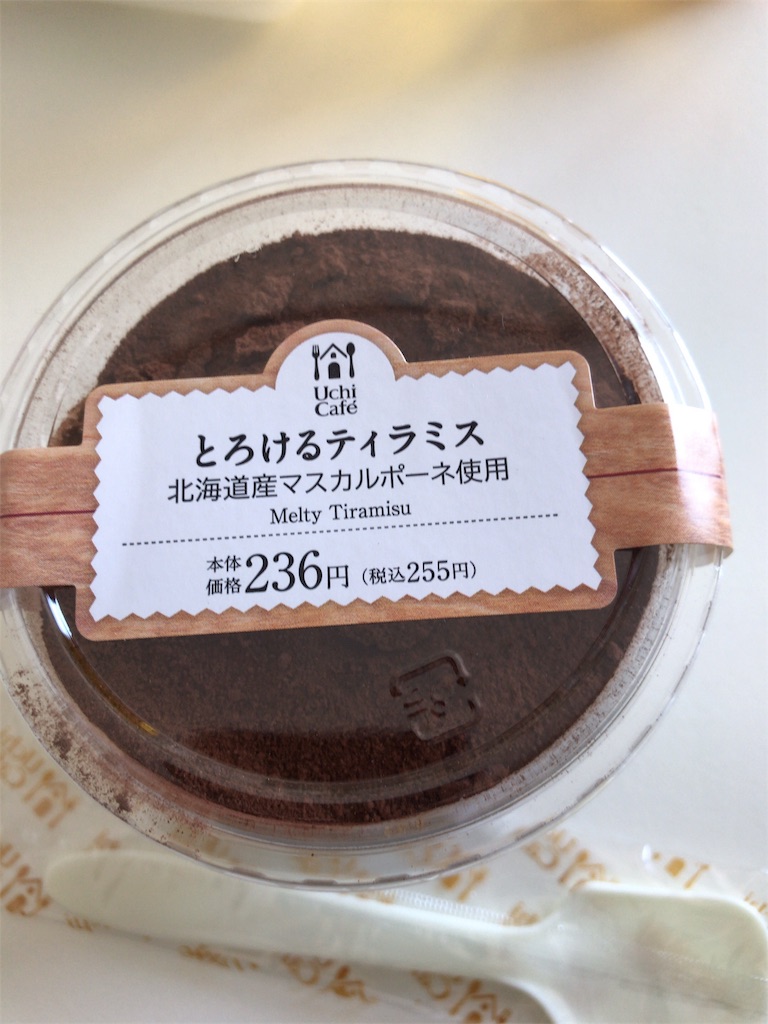 Uchi
Café
とろけるティラミス
北海道産マスカルポーネ使用
Melty Tiramisu
本体
価格236円（税込255円）